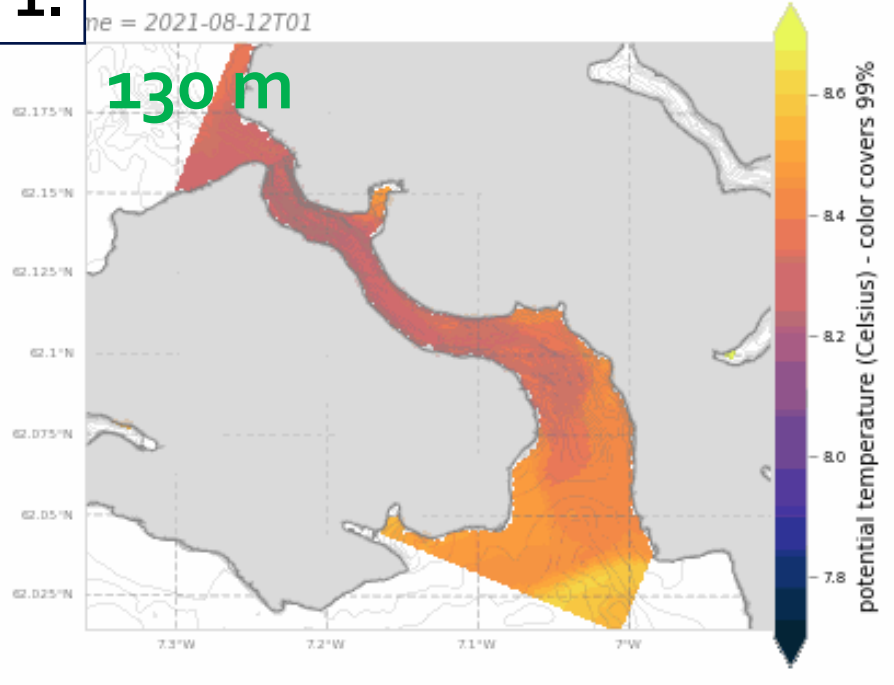 1.
me = 2021-08-12T01
130 m
62.175°N
62.15°N
62.125°N
62.1°N
62.075°N
62.05°N
62.025°N
7.3°W
7.2°W
7.1°W
7°W
8.6
8.4
8.2
8.0
7.8
potential temperature (Celsius) - color covers 99%